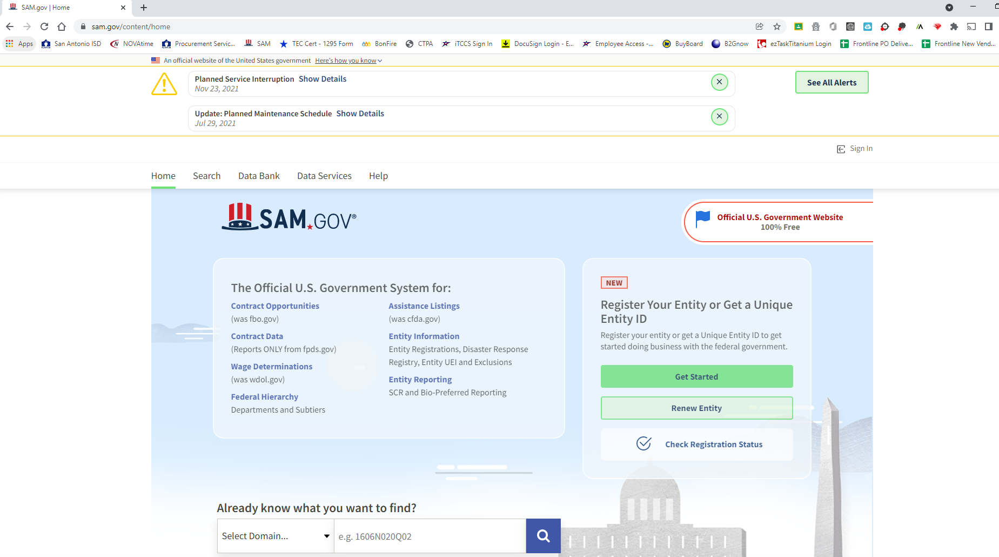 SAM.gov | Home
sam.gov/content/home
Apps San Antonio ISD NOVAtime Procurement Servic... SAM TEC Cert - 1295 Form BonFire CTPA iTCCS Sign In DocuSign Login - E... Employee Access -... BuyBoard B2Gnow ezTaskTitanium Login Frontline PO Delive... Frontline New Vend...
An official website of the United States government Here's how you know
Planned Service Interruption Show Details
Nov 23, 2021
See All Alerts
Update: Planned Maintenance Schedule Show Details
Jul 29, 2021
Sign In
Home Search Data Bank Data Services Help
SAM.GOV®
Official U.S. Government Website
100% Free
The Official U.S. Government System for:
Contract Opportunities
(was fbo.gov)
Contract Data
(Reports ONLY from fpds.gov)
Wage Determinations
(was wdol.gov)
Federal Hierarchy
Departments and Subtiers
Assistance Listings
(was cfda.gov)
Entity Information
Entity Registrations, Disaster Response
Registry, Entity UEI and Exclusions
Entity Reporting
SCR and Bio-Preferred Reporting
NEW
Register Your Entity or Get a Unique
Entity ID
Register your entity or get a Unique Entity ID to get
started doing business with the federal government.
Get Started
Renew Entity
Check Registration Status
Already know what you want to find?
Select Domain... e.g. 1606N020Q02